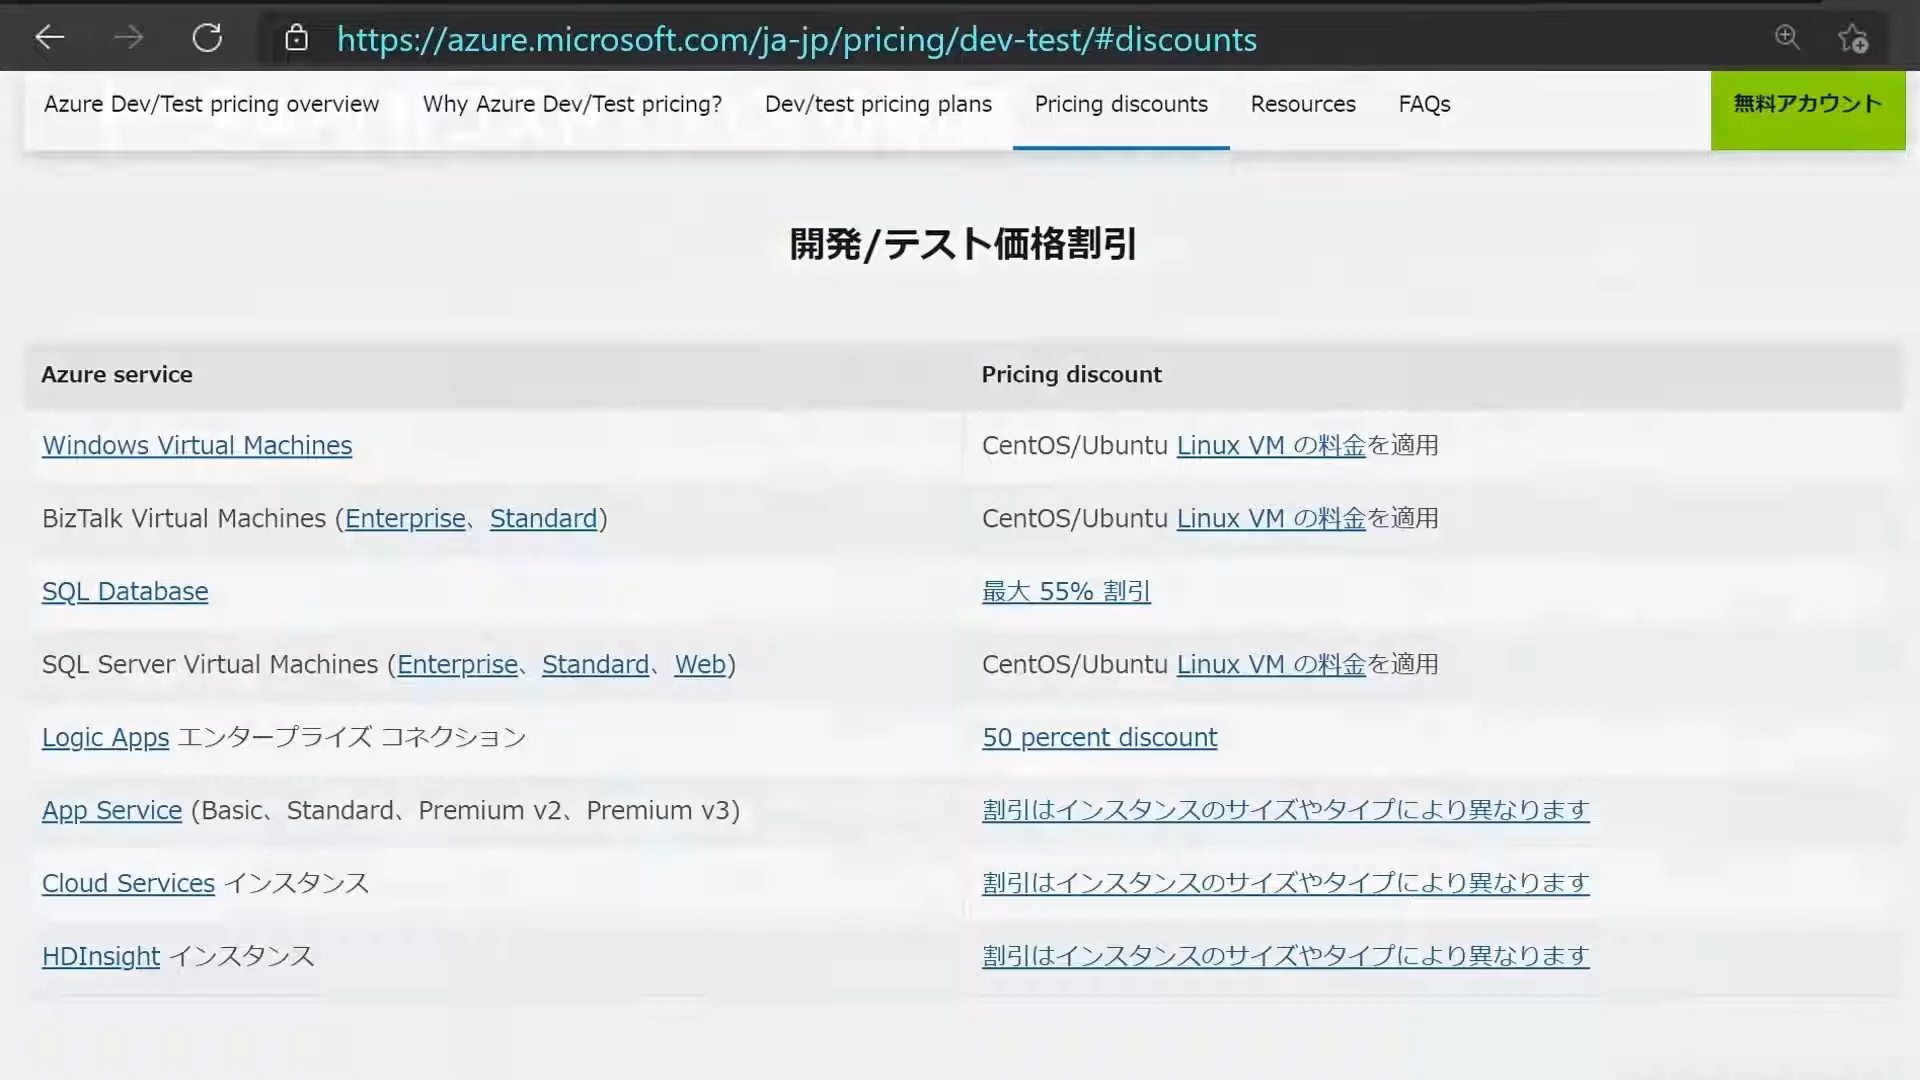 https://azure.microsoft.com/ja-jp/pricing/dev-test/#discounts
Azure Dev/Test pricing overview Why Azure Dev/Test pricing? Dev/test pricing plans Pricing discounts Resources FAQs 無料アカウント
開発/テスト価格割引
Azure service Pricing discount
Windows Virtual Machines CentOS/Ubuntu Linux VM の料金を適用
BizTalk Virtual Machines (Enterprise、Standard) CentOS/Ubuntu Linux VM の料金を適用
SQL Database 最大 55% 割引
SQL Server Virtual Machines (Enterprise、Standard、Web) CentOS/Ubuntu Linux VM の料金を適用
Logic Apps エンタープライズ コネクション 50 percent discount
App Service (Basic、Standard、Premium v2、Premium v3) 割引はインスタンスのサイズやタイプにより異なります
Cloud Services インスタンス 割引はインスタンスのサイズやタイプにより異なります
HDInsight インスタンス 割引はインスタンスのサイズやタイプにより異なります